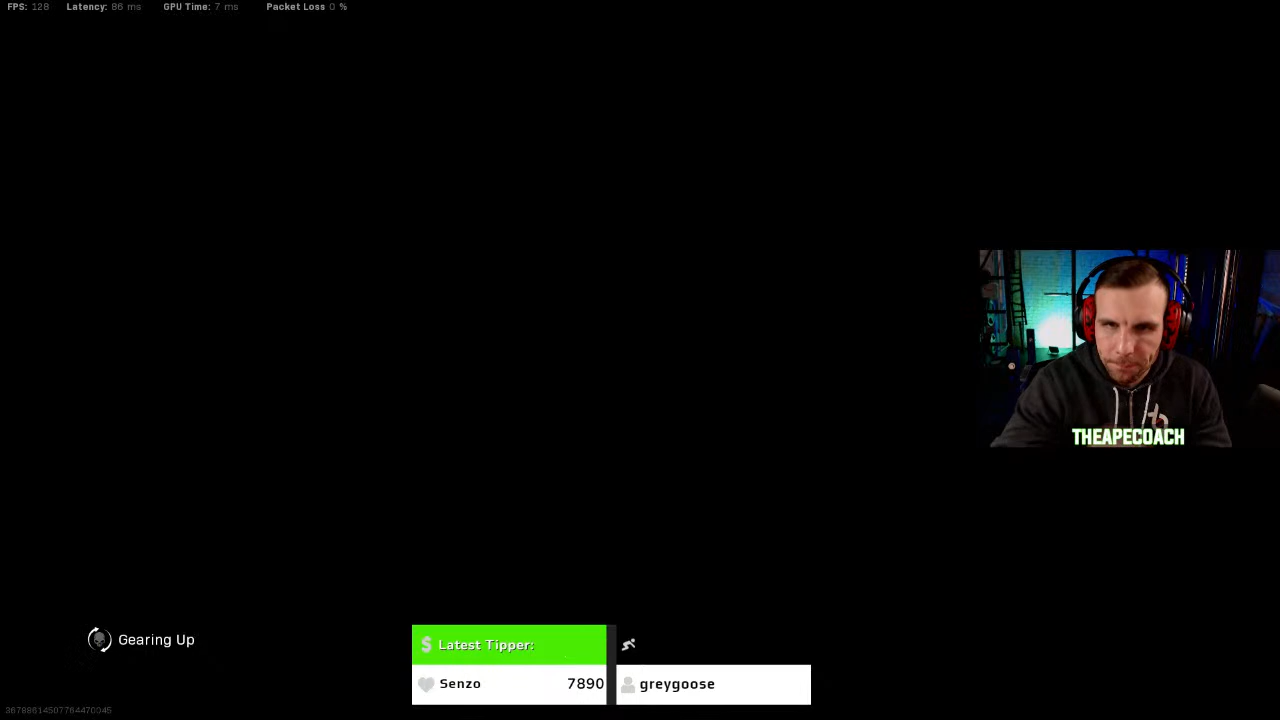 FPS: 128 Latency: 86 ms GPU Time: 7 ms Packet Loss 0 %
THEAPECOACH
Gearing Up
$ Latest Tipper:
Senzo 7890 greygoose